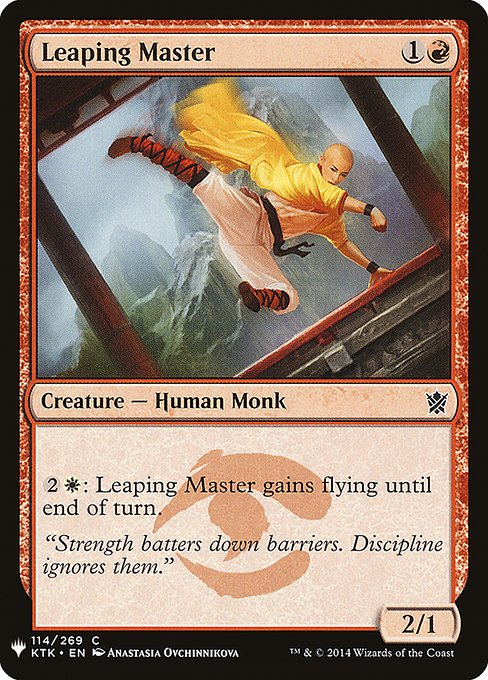 Leaping Master 1
Creature — Human Monk
2 : Leaping Master gains flying until
end of turn.
“Strength batters down barriers. Discipline
ignores them.”
2/1
114/269 C
KTK • EN Anastasia Ovchinnikova
™ & © 2014 Wizards of the Coast